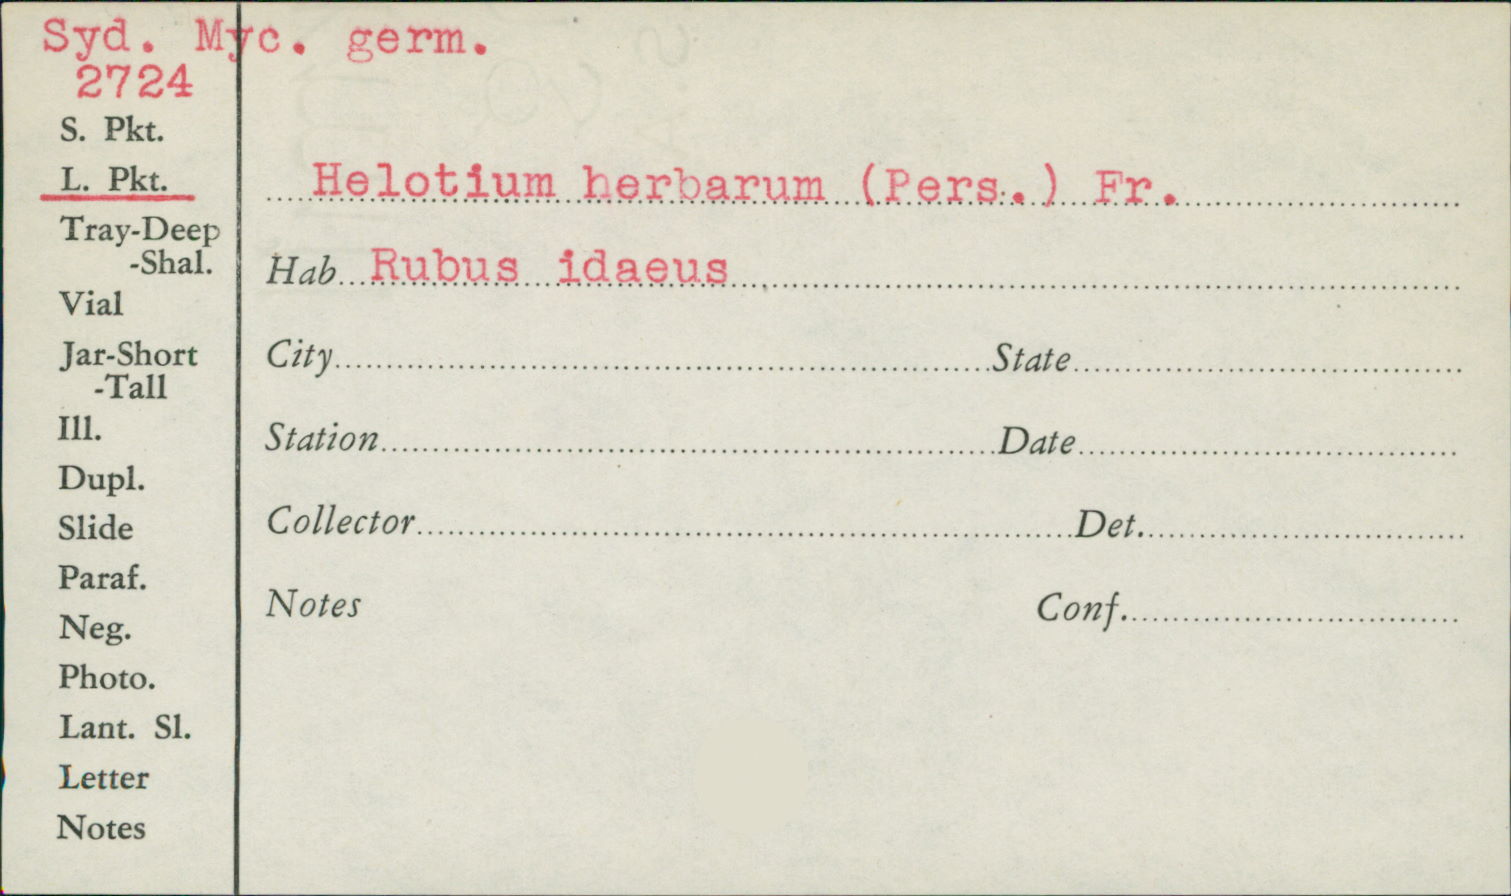 Syd. Myc. germ.
2724
S. Pkt.
L. Pkt.
Tray-Deep
-Shal.
Vial
Jar-Short
-Tall
Ill.
Dupl.
Slide
Paraf.
Neg.
Photo.
Lant. Sl.
Letter
Notes
Helotium herbarum (Pers.) Fr.
Hab Rubus idaeus
City State
Station Date
Collector Det.
Notes Conf.